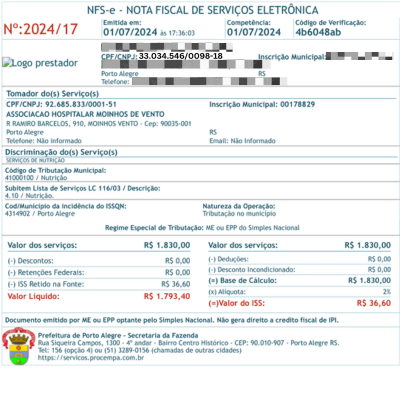 NFS-e - NOTA FISCAL DE SERVIÇOS ELETRÔNICA
Nº:2024/17
Emitida em: Competência: Código de Verificação:
01/07/2024 às 17:36:03 01/07/2024 4b6048ab
Logo prestador
CPF/CNPJ: 33.034.546/0098-18 Inscrição Municipal:
Porto Alegre RS
Telefone:
Tomador do(s) Serviço(s)
CPF/CNPJ: 92.685.833/0001-51 Inscrição Municipal: 00178829
ASSOCIACAO HOSPITALAR MOINHOS DE VENTO
R RAMIRO BARCELOS, 910, MOINHOS VENTO - Cep: 90035-001
Porto Alegre RS
Telefone: Não informado Email: Não Informado
Discriminação do(s) Serviço(s)
SERVIÇOS DE NUTRIÇÃO
Código de Tributação Municipal:
41000100 / Nutrição
Subitem Lista de Serviços LC 116/03 / Descrição:
4.10 / Nutrição.
Cod/Município da incidência do ISSQN: Natureza da Operação:
4314902 / Porto Alegre Tributação no município
Regime Especial de Tributação: ME ou EPP do Simples Nacional
Valor dos serviços: R$ 1.830,00 Valor dos serviços: R$ 1.830,00
(-) Descontos: R$ 0,00 (-) Deduções: R$ 0,00
(-) Retenções Federais: R$ 0,00 (-) Desconto Incondicionado: R$ 0,00
(-) ISS Retido na Fonte: R$ 36,60 (=) Base de Cálculo: R$ 1.830,00
Valor Líquido: R$ 1.793,40 (x) Alíquota: 2%
(=)Valor do ISS: R$ 36,60
Documento emitido por ME ou EPP optante pelo Simples Nacional. Não gera direito a credito fiscal de IPI.
Prefeitura de Porto Alegre - Secretaria da Fazenda
Rua Siqueira Campos, 1300 - 4º andar - Bairro Centro Histórico - CEP: 90.010-907 - Porto Alegre RS.
Tel: 156 (opção 4) ou (51) 3289-0156 (chamadas de outras cidades)
https://servicos.procempa.com.br